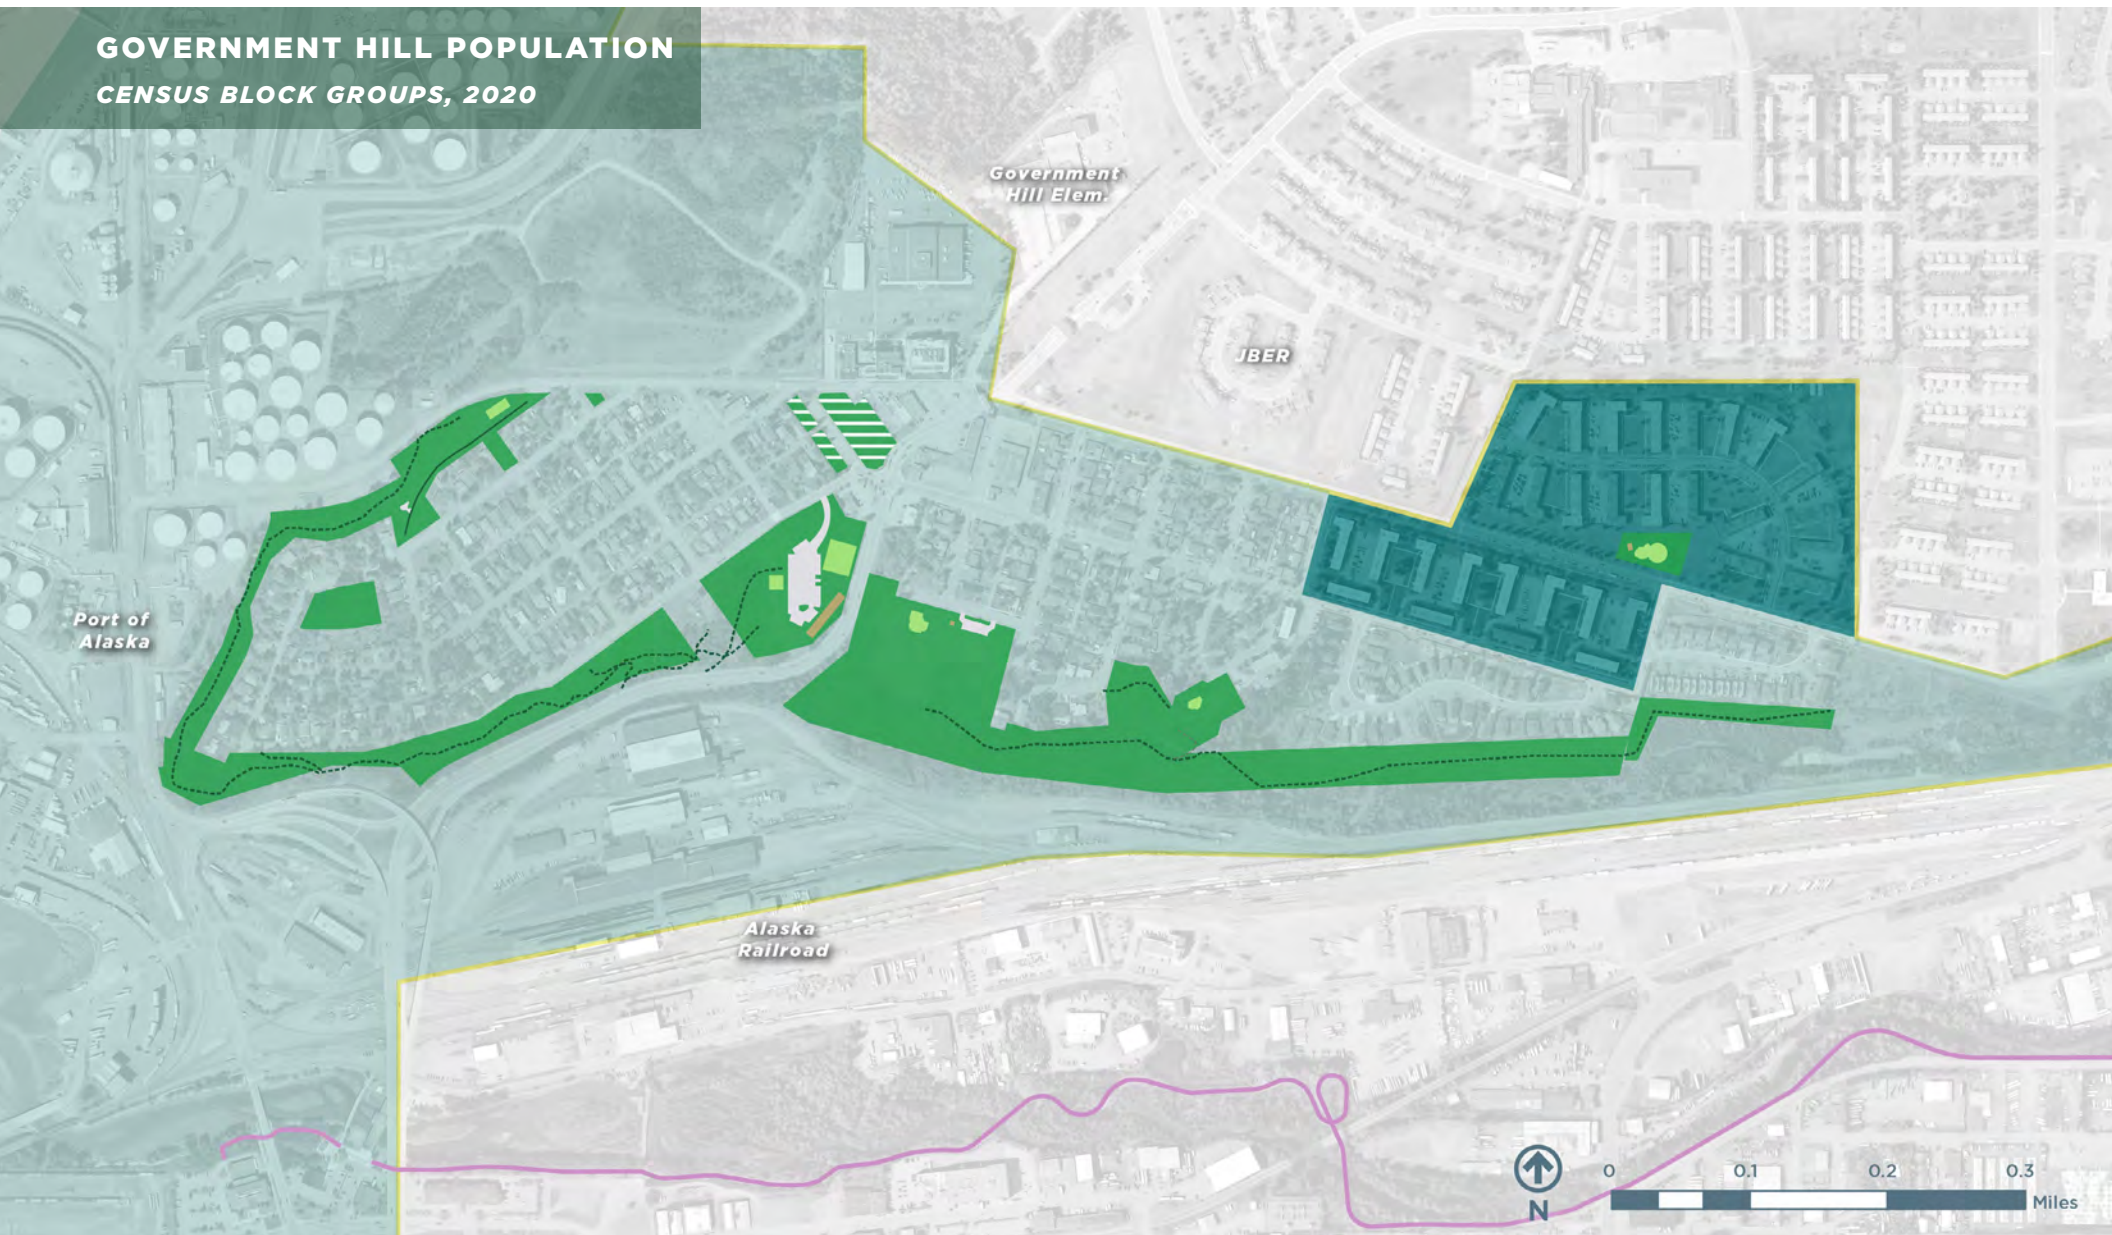 GOVERNMENT HILL POPULATION
CENSUS BLOCK GROUPS, 2020
Government
Hill Elem.
JBER
Port of
Alaska
Alaska
Railroad
0 0.1 0.2 0.3
Miles
N